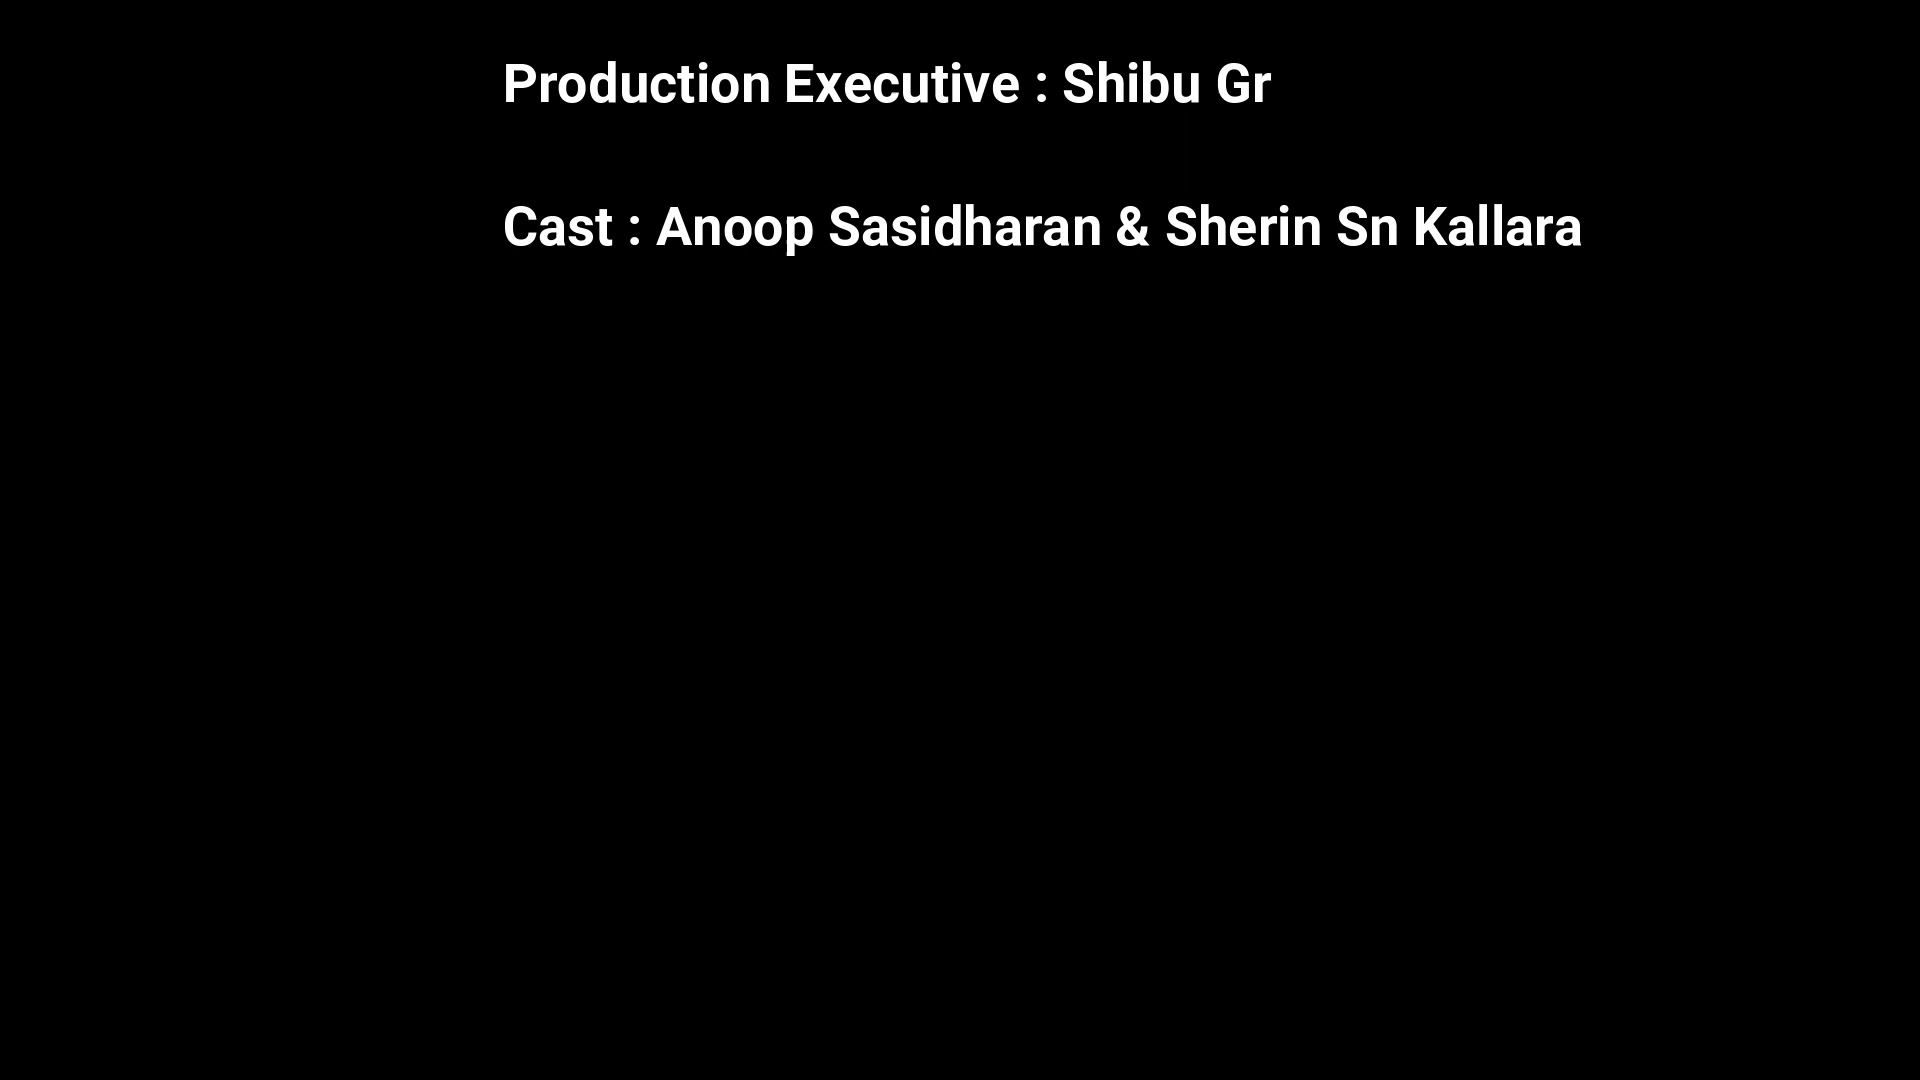 Production Executive : Shibu Gr
Cast : Anoop Sasidharan & Sherin Sn Kallara